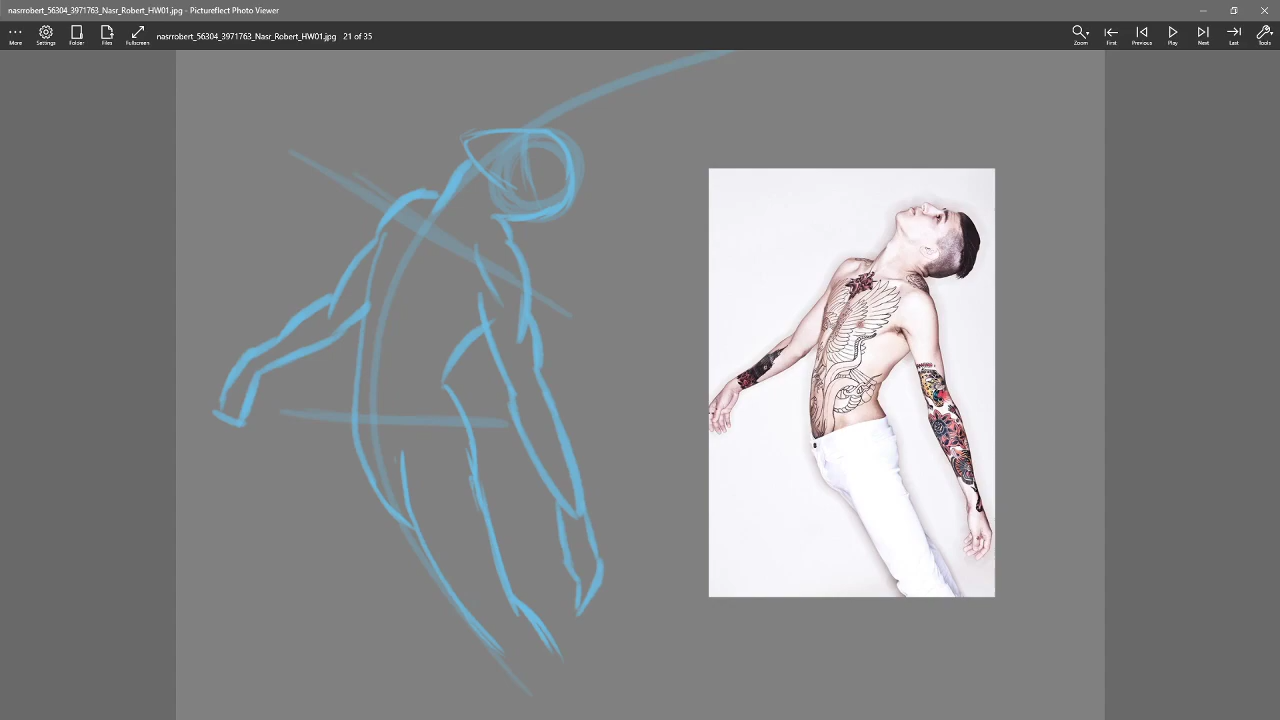 nasrrobert_56304_3971763_Nasr_Robert_HW01.jpg - Pictureflect Photo Viewer
More
Settings
Folder
Files
Fullscreen
nasrrobert_56304_3971763_Nasr_Robert_HW01.jpg | 21 of 35
Zoom
First
Previous
Play
Next
Last
Tools